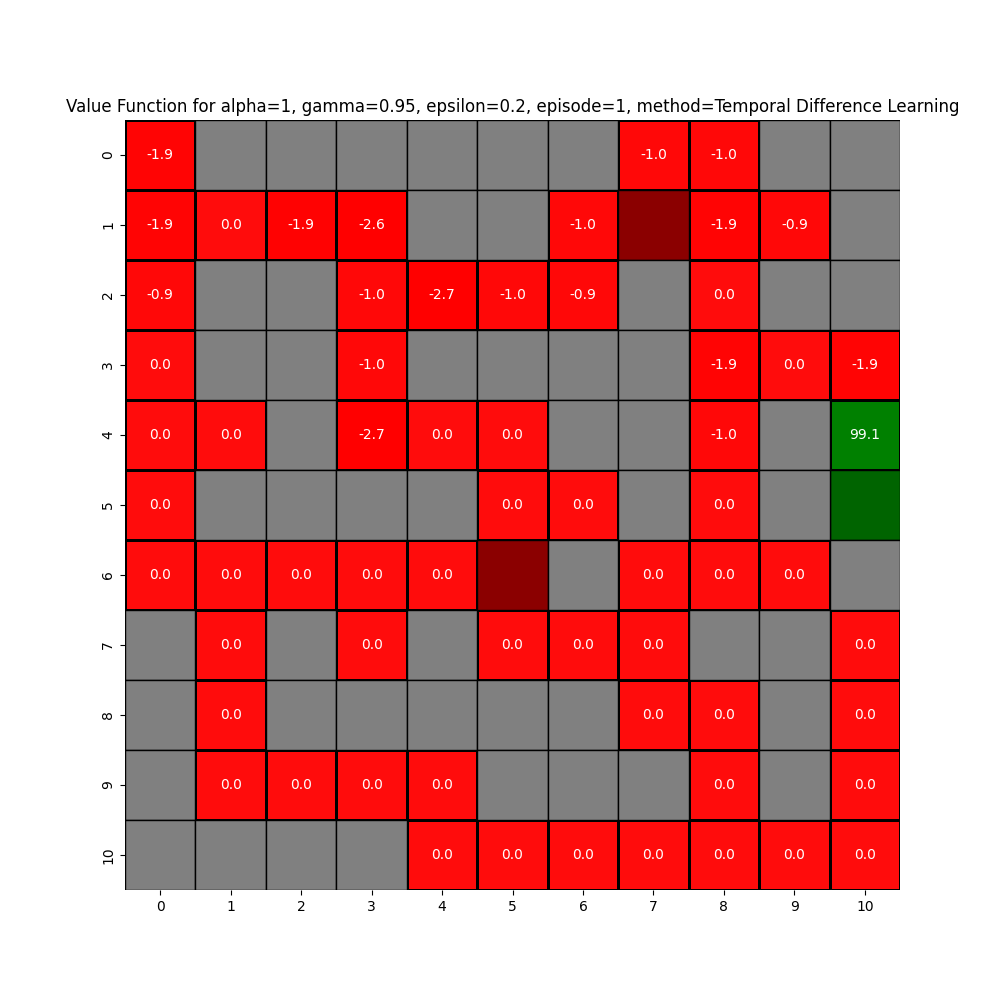 Value Function for alpha=1, gamma=0.95, epsilon=0.2, episode=1, method=Temporal Difference Learning
0 -1.9 -1.0 -1.0
1 -1.9 0.0 -1.9 -2.6 -1.0 -1.9 -0.9
2 -0.9 -1.0 -2.7 -1.0 -0.9 0.0
3 0.0 -1.0 -1.9 0.0 -1.9
4 0.0 0.0 -2.7 0.0 0.0 -1.0 99.1
5 0.0 0.0 0.0 0.0
6 0.0 0.0 0.0 0.0 0.0 0.0 0.0 0.0
7 0.0 0.0 0.0 0.0 0.0 0.0
8 0.0 0.0 0.0 0.0
9 0.0 0.0 0.0 0.0 0.0 0.0
10 0.0 0.0 0.0 0.0 0.0 0.0 0.0
0 1 2 3 4 5 6 7 8 9 10